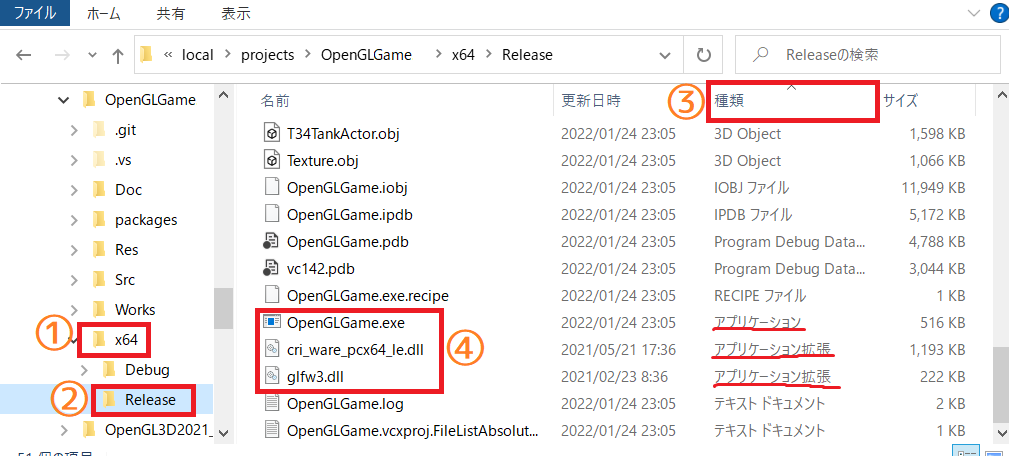 ファイル ホーム 共有 表示 ?
« local > projects > OpenGLGame > x64 > Release Releaseの検索
OpenGLGame
.git
.vs
Doc
packages
Res
Src
Works
① x64
Debug
② Release
OpenGL3D2021_
名前 更新日時 ③ 種類 サイズ
T34TankActor.obj 2022/01/24 23:05 3D Object 1,598 KB
Texture.obj 2022/01/24 23:05 3D Object 1,066 KB
OpenGLGame.iobj 2022/01/24 23:05 IOBJ ファイル 11,949 KB
OpenGLGame.ipdb 2022/01/24 23:05 IPDB ファイル 5,172 KB
OpenGLGame.pdb 2022/01/24 23:05 Program Debug Data... 4,788 KB
vc142.pdb 2022/01/24 23:05 Program Debug Data... 3,044 KB
OpenGLGame.exe.recipe 2022/01/24 23:05 RECIPE ファイル 1 KB
OpenGLGame.exe 2022/01/24 23:05 アプリケーション 516 KB
cri_ware_pcx64_le.dll ④ 2021/05/21 17:36 アプリケーション拡張 1,193 KB
glfw3.dll 2021/02/23 8:36 アプリケーション拡張 222 KB
OpenGLGame.log 2022/01/24 23:05 テキスト ドキュメント 2 KB
OpenGLGame.vcxproj.FileListAbsolut... 2022/01/24 23:05 テキスト ドキュメント 1 KB